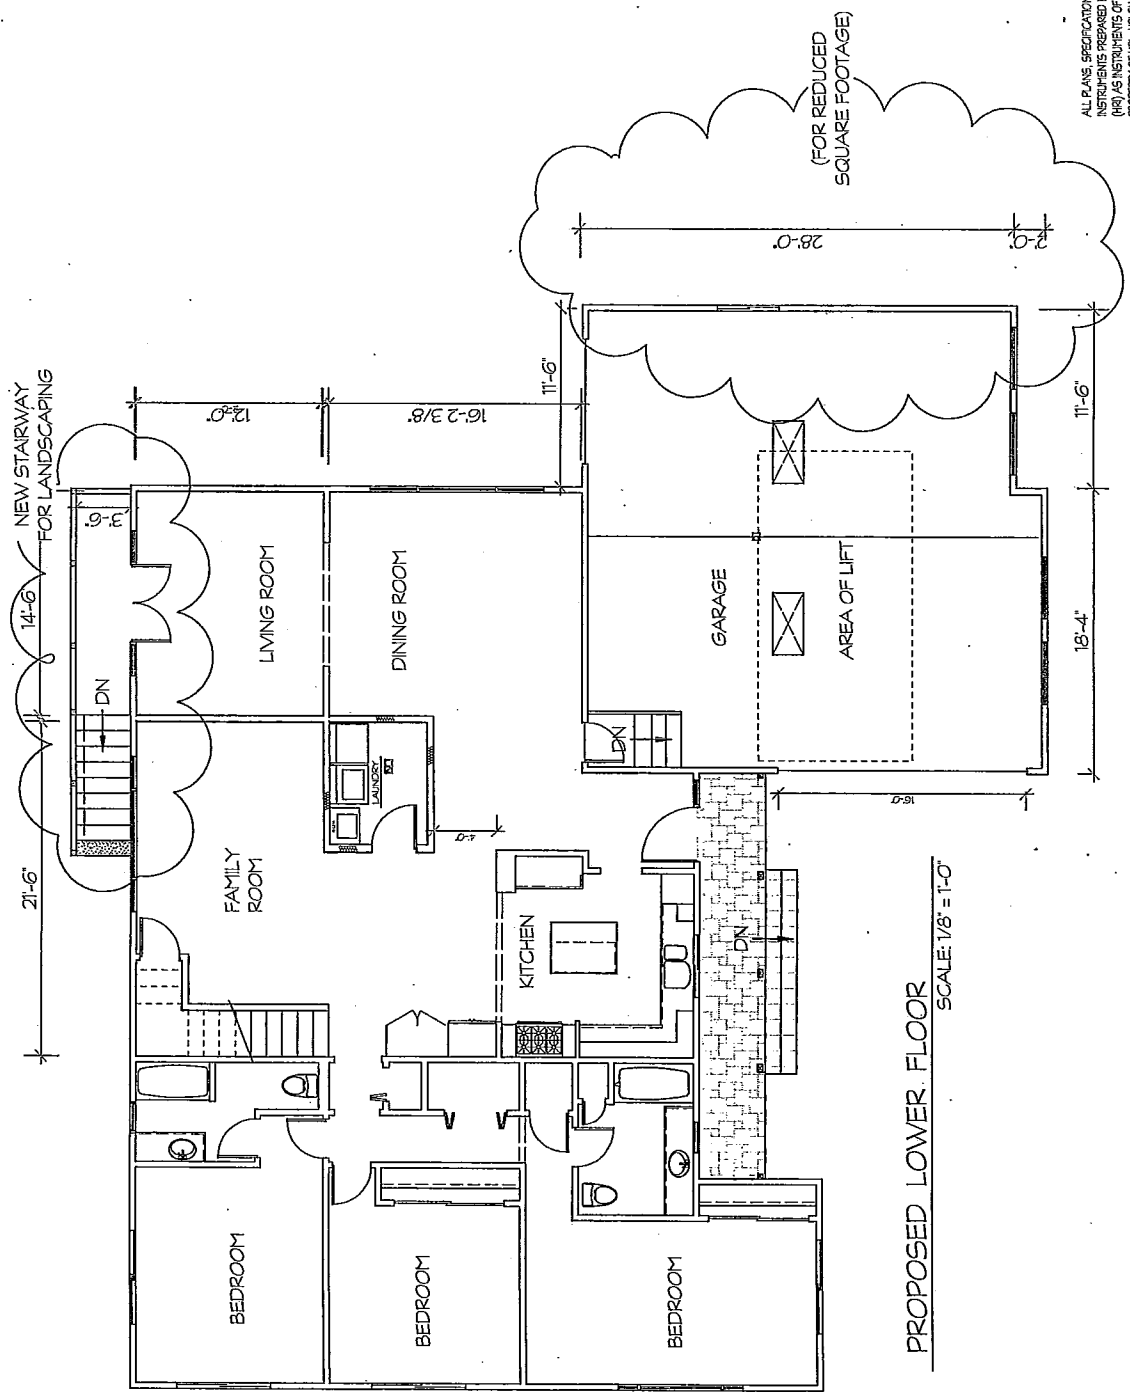 NEW STAIRWAY
FOR LANDSCAPING
21'-6"
14'-6"
3'-6"
DN
12'-0"
16'-2 3/8"
11'-6"
28'-0"
2'-0"
(FOR REDUCED
SQUARE FOOTAGE)
FAMILY
ROOM
LIVING ROOM
DINING ROOM
LAUNDRY
4'-0"
KITCHEN
DN
GARAGE
AREA OF LIFT
11'-6"
18'-4"
16'-0"
DN
BEDROOM
BEDROOM
BEDROOM
PROPOSED LOWER FLOOR
SCALE: 1/8" = 1'-0"
ALL PLANS, SPECIFICATION
INSTRUMENTS PREPARED
(HR) AS INSTRUMENTS OF